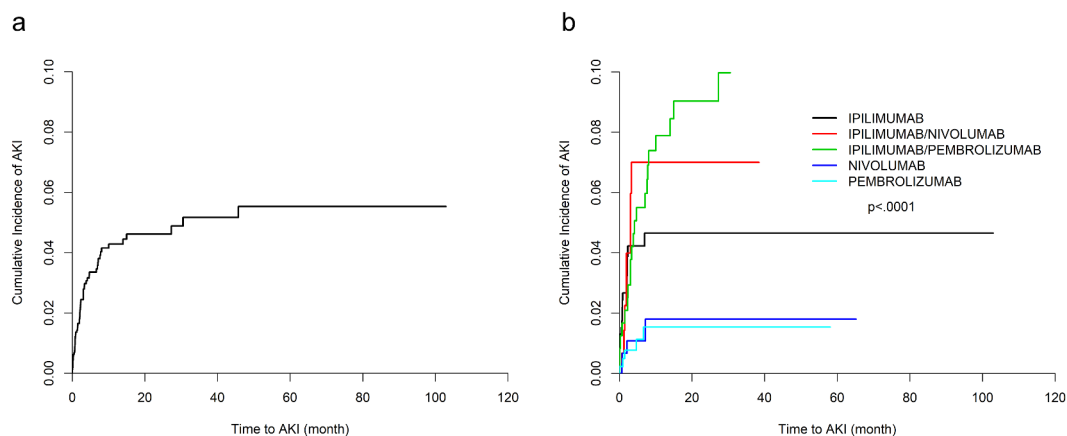 a
Cumulative Incidence of AKI
0.10
0.08
0.06
0.04
0.02
0.00
0 20 40 60 80 100 120
Time to AKI (month)
b
Cumulative Incidence of AKI
0.10
0.08
0.06
0.04
0.02
0.00
IPILIMUMAB
IPILIMUMAB/NIVOLUMAB
IPILIMUMAB/PEMBROLIZUMAB
NIVOLUMAB
PEMBROLIZUMAB
p<.0001
0 20 40 60 80 100 120
Time to AKI (month)